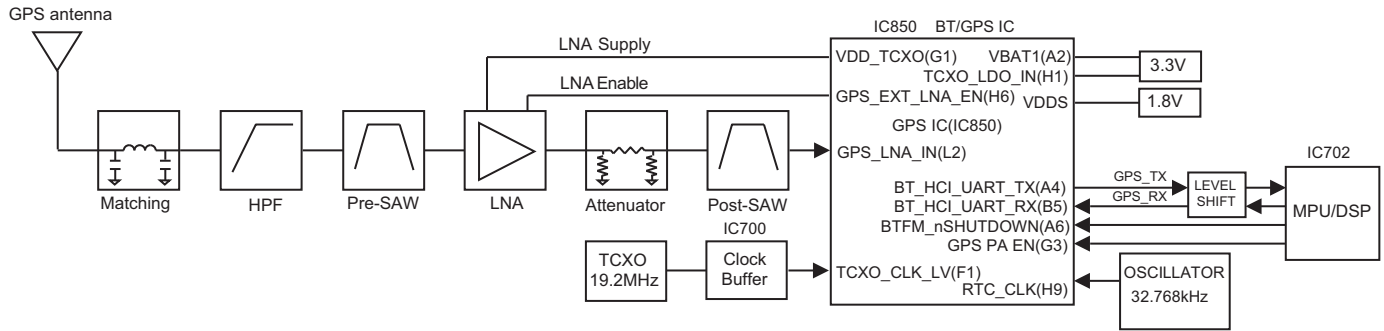 GPS antenna
IC850 BT/GPS IC
LNA Supply
VDD_TCXO(G1)
VBAT1(A2)
TCXO_LDO_IN(H1)
3.3V
LNA Enable
GPS_EXT_LNA_EN(H6)
VDDS
1.8V
GPS IC(IC850)
GPS_LNA_IN(L2)
IC702
Matching
HPF
Pre-SAW
LNA
Attenuator
Post-SAW
BT_HCI_UART_TX(A4)
GPS_TX
BT_HCI_UART_RX(B5)
GPS_RX
LEVEL
SHIFT
MPU/DSP
BTFM_nSHUTDOWN(A6)
GPS PA EN(G3)
IC700
TCXO
19.2MHz
Clock
Buffer
TCXO_CLK_LV(F1)
RTC_CLK(H9)
OSCILLATOR
32.768kHz